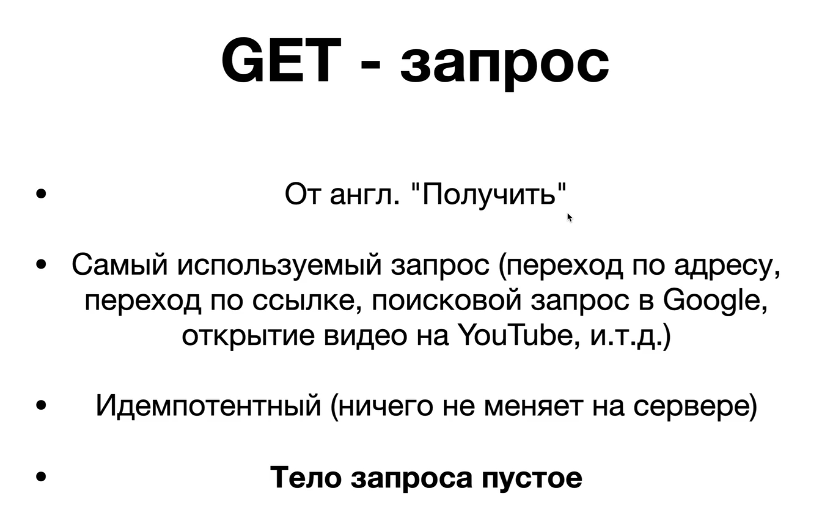 GET - запрос
• От англ. "Получить"
• Самый используемый запрос (переход по адресу,
переход по ссылке, поисковой запрос в Google,
открытие видео на YouTube, и.т.д.)
• Идемпотентный (ничего не меняет на сервере)
• Тело запроса пустое